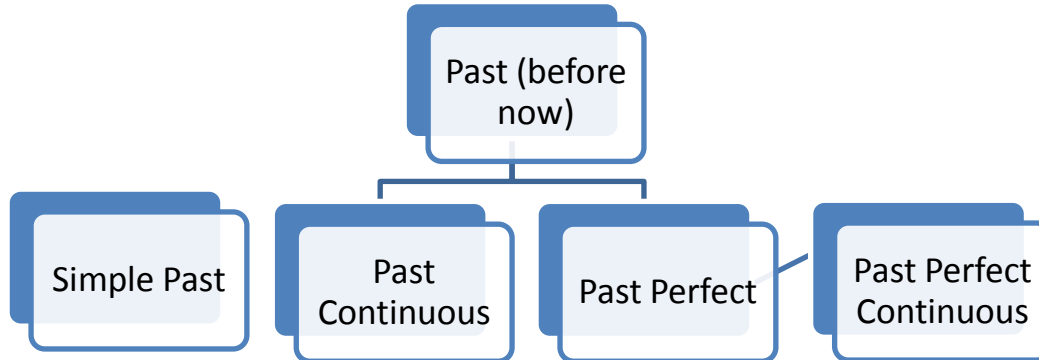 Past (before
now)
Simple Past
Past
Continuous
Past Perfect
Past Perfect
Continuous